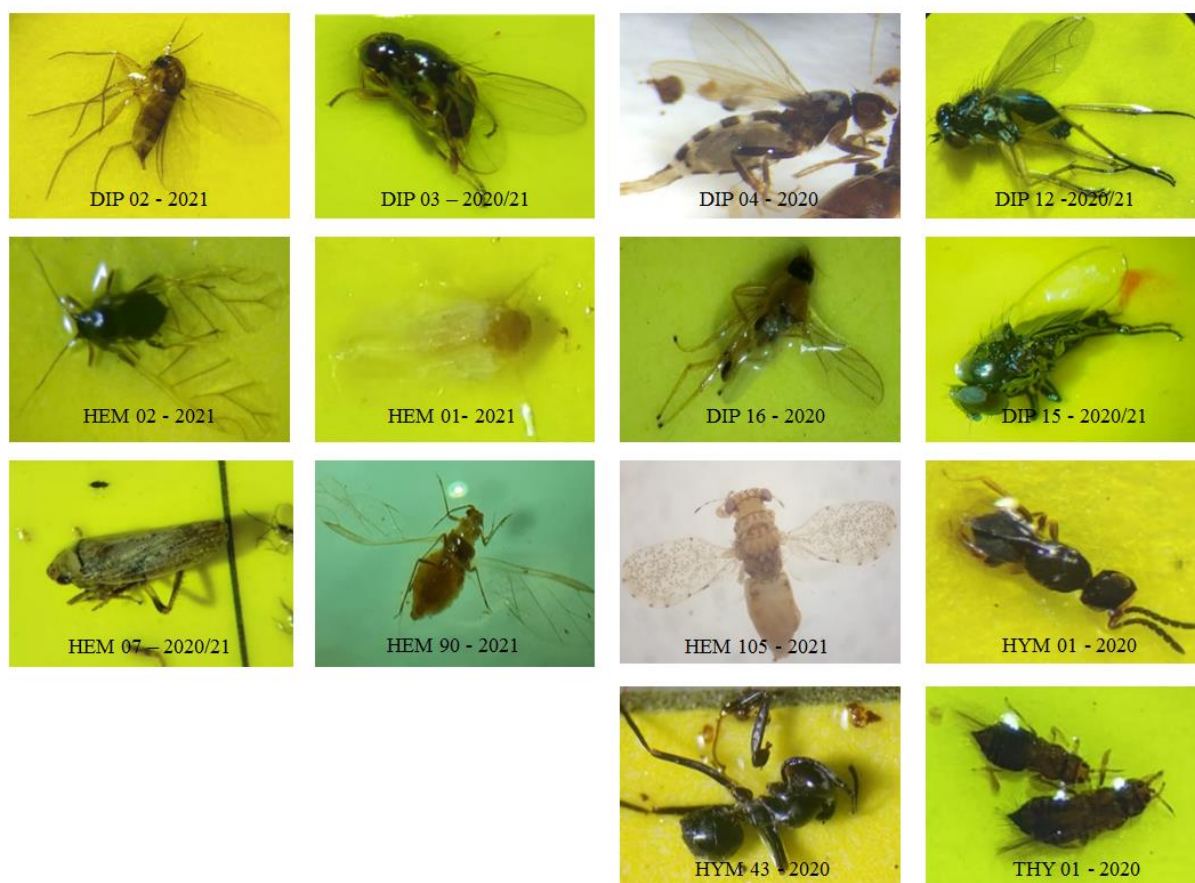 DIP 02 - 2021
DIP 03 – 2020/21
DIP 04 - 2020
DIP 12 -2020/21
HEM 02 - 2021
HEM 01- 2021
DIP 16 - 2020
DIP 15 - 2020/21
HEM 07 – 2020/21
HEM 90 - 2021
HEM 105 - 2021
HYM 01 - 2020
HYM 43 - 2020
THY 01 - 2020